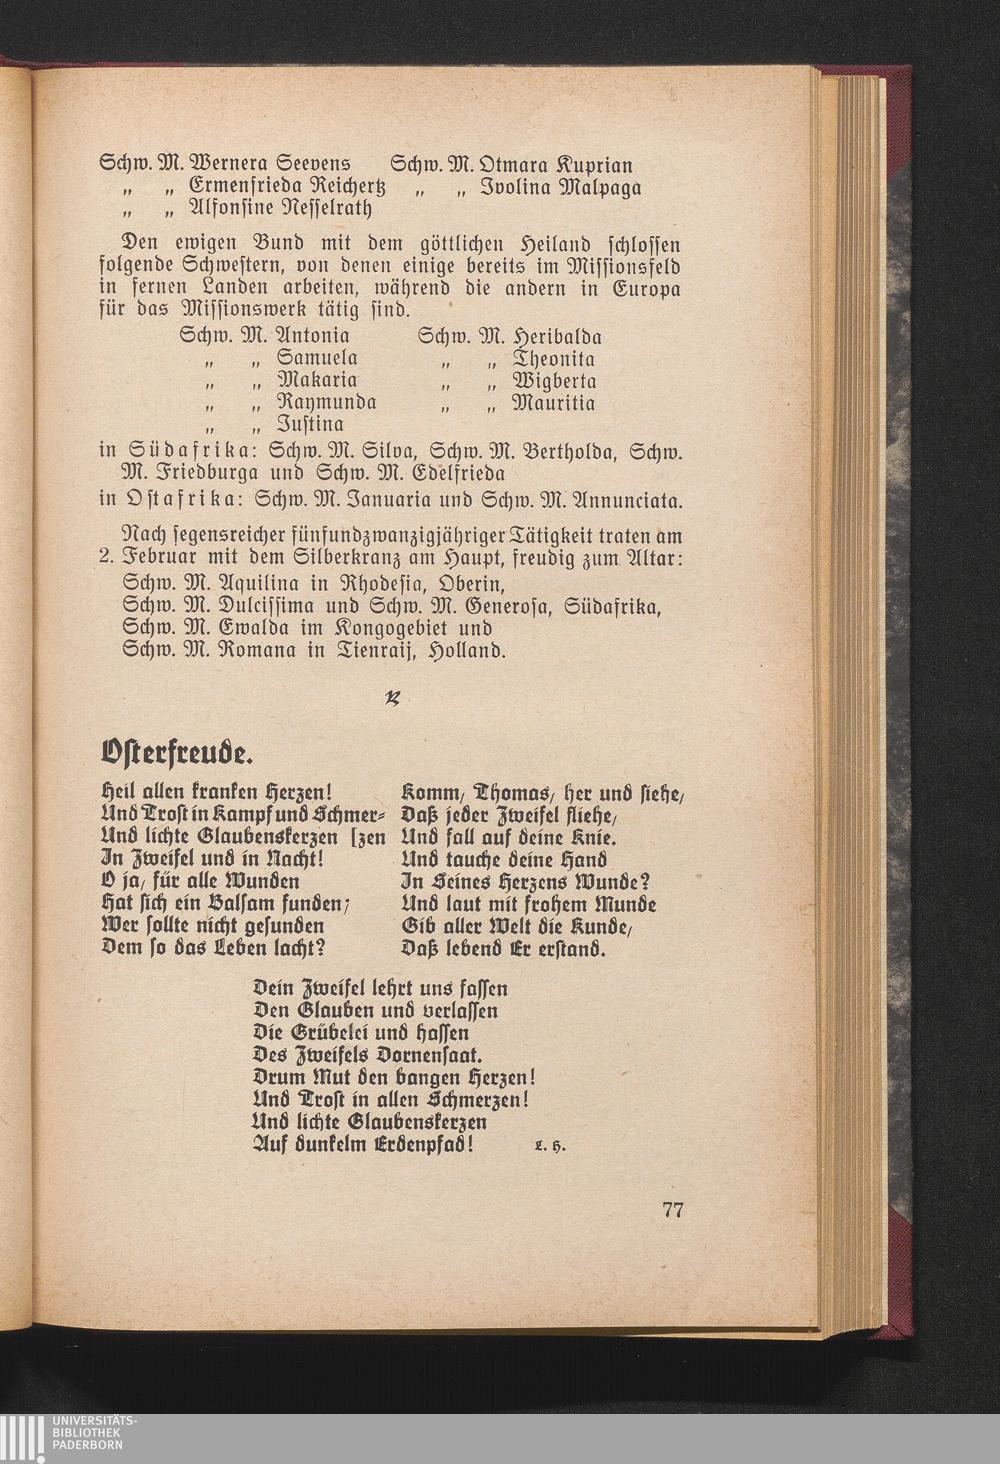 Schw. M. Wernera Seevens Schw. M. Otmara Kuprian
„ „ Ermenfrieda Reichertz „ „ Ivolina Malpaga
„ „ Alfonsine Nesselrath
Den ewigen Bund mit dem göttlichen Heiland schlossen
folgende Schwestern, von denen einige bereits im Missionsfeld
in fernen Landen arbeiten, während die andern in Europa
für das Missionswerk tätig sind.
Schw. M. Antonia Schw. M. Heribalda
„ „ Samuela „ „ Theonita
„ „ Makaria „ „ Wigberta
„ „ Raymunda „ „ Mauritia
„ „ Justina
in Südafrika: Schw. M. Silva, Schw. M. Bertholda, Schw.
M. Friedburga und Schw. M. Edelfrieda
in Ostafrika: Schw. M. Januaria und Schw. M. Annunciata.
Nach segensreicher fünfundzwanzigjähriger Tätigkeit traten am
2. Februar mit dem Silberkranz am Haupt, freudig zum Altar:
Schw. M. Aquilina in Rhodesia, Oberin,
Schw. M. Dulcissima und Schw. M. Generosa, Südafrika,
Schw. M. Ewalda im Kongogebiet und
Schw. M. Romana in Tienraij, Holland.
Osterfreude.
Heil allen kranken Herzen!
Und Trost in Kampf und Schmer-
Und lichte Glaubenskerzen [zen
In Zweifel und in Nacht!
O ja, für alle Wunden
Hat sich ein Balsam funden;
Wer sollte nicht gesunden
Dem so das Leben lacht?
Komm, Thomas, her und siehe,
Daß jeder Zweifel fliehe,
Und fall auf deine Knie.
Und tauche deine Hand
In Seines Herzens Wunde?
Und laut mit frohem Munde
Gib aller Welt die Kunde,
Daß lebend Er erstand.
Dein Zweifel lehrt uns fassen
Den Glauben und verlassen
Die Grübelei und hassen
Des Zweifels Dornensaat.
Drum Mut den bangen Herzen!
Und Trost in allen Schmerzen!
Und lichte Glaubenskerzen
Auf dunkelm Erdenpfad! L. H.
77
UNIVERSITÄTS-
BIBLIOTHEK
PADERBORN